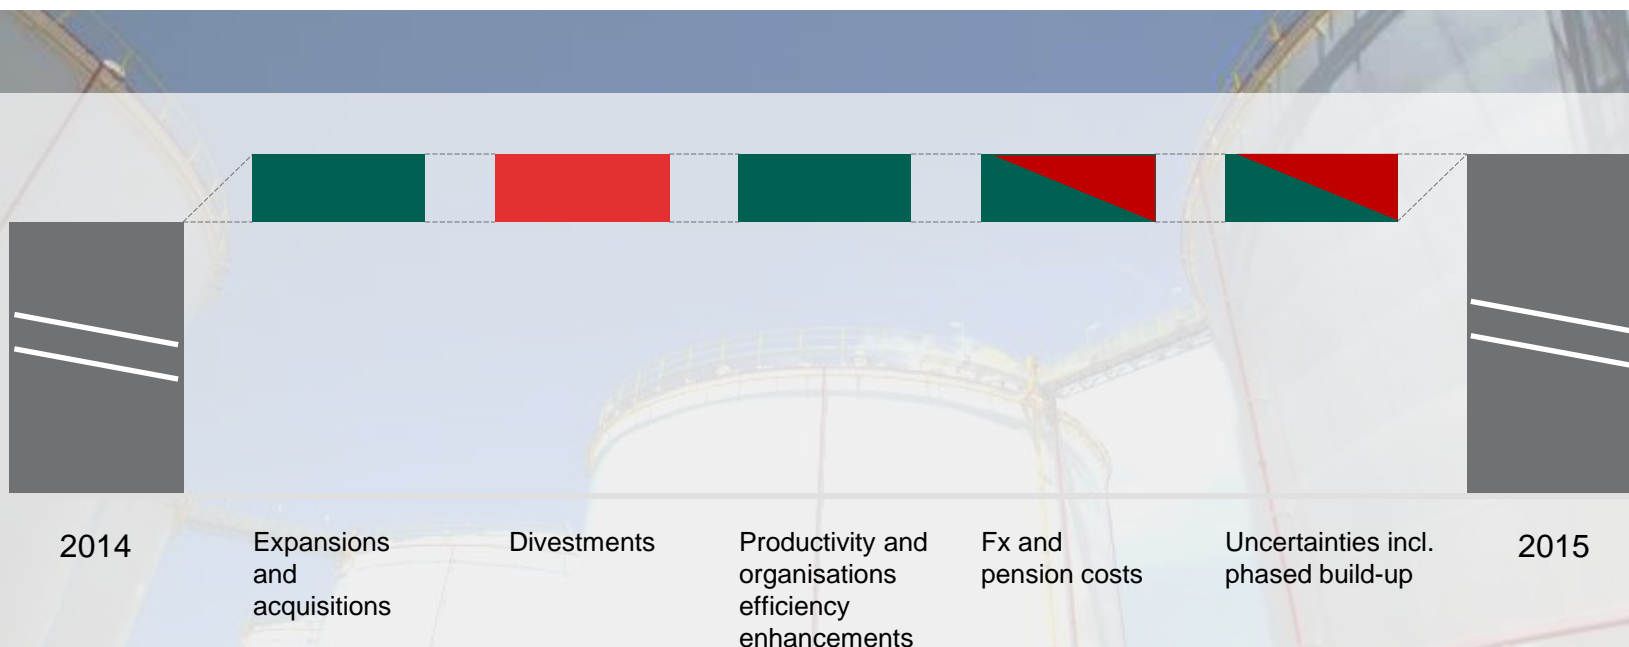 2014
Expansions
and
acquisitions
Divestments
Productivity and
organisations
efficiency
enhancements
Fx and
pension costs
Uncertainties incl.
phased build-up
2015